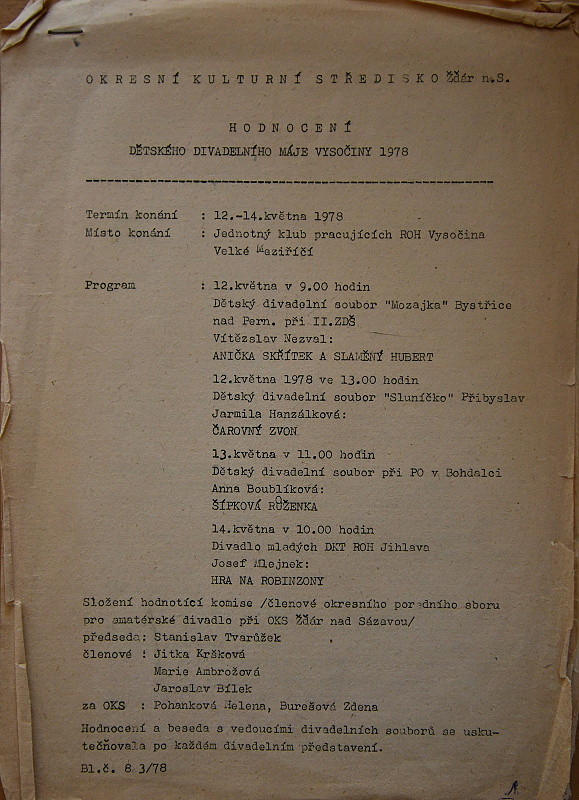 OKRESNÍ KULTURNÍ STŘEDISKO Žďár n.S.
HODNOCENÍ
DĚTSKÉHO DIVADELNÍHO MÁJE VYSOČINY 1978
Termín konání : 12.-14.května 1978
Místo konání : Jednotný klub pracujících ROH Vysočina
Velké Meziříčí
Program : 12.května v 9.00 hodin
Dětský divadelní soubor "Mozajka" Bystřice
nad Pern. při II.ZDŠ
Vítězslav Nezval:
ANIČKA SKŘÍTEK A SLAMĚNÝ HUBERT
12.května 1978 ve 13.00 hodin
Dětský divadelní soubor "Sluníčko" Přibyslav
Jarmila Hanzálková:
ČAROVNÝ ZVON
13.května v 11.00 hodin
Dětský divadelní soubor při PO v Bohdalci
Anna Boublíková:
ŠÍPKOVÁ RŮŽENKA
14.května v 10.00 hodin
Divadlo mladých DKT ROH Jihlava
Josef Mlejnek:
HRA NA ROBINZONY
Složení hodnotící komise /členové okresního poradního sboru
pro amatérské divadlo při OKS Žďár nad Sázavou/
předseda: Stanislav Tvarůžek
členové : Jitka Kršková
Marie Ambrožová
Jaroslav Bílek
za OKS : Pohanková Helena, Burešová Zdena
Hodnocení a beseda s vedoucími divadelních souborů se usku-
tečňovala po každém divadelním představení.
Bl.č. 8 3/78